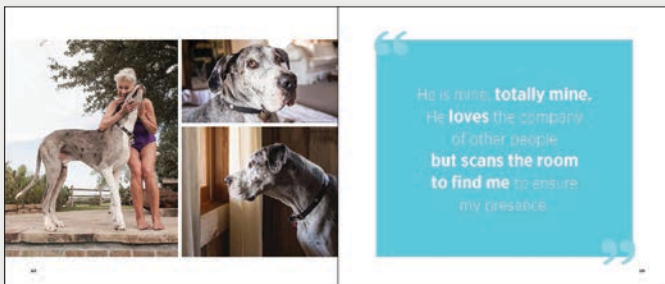 He is mine, totally mine.
He loves the company
of other people
but scans the room
to find me to ensure
my presence.